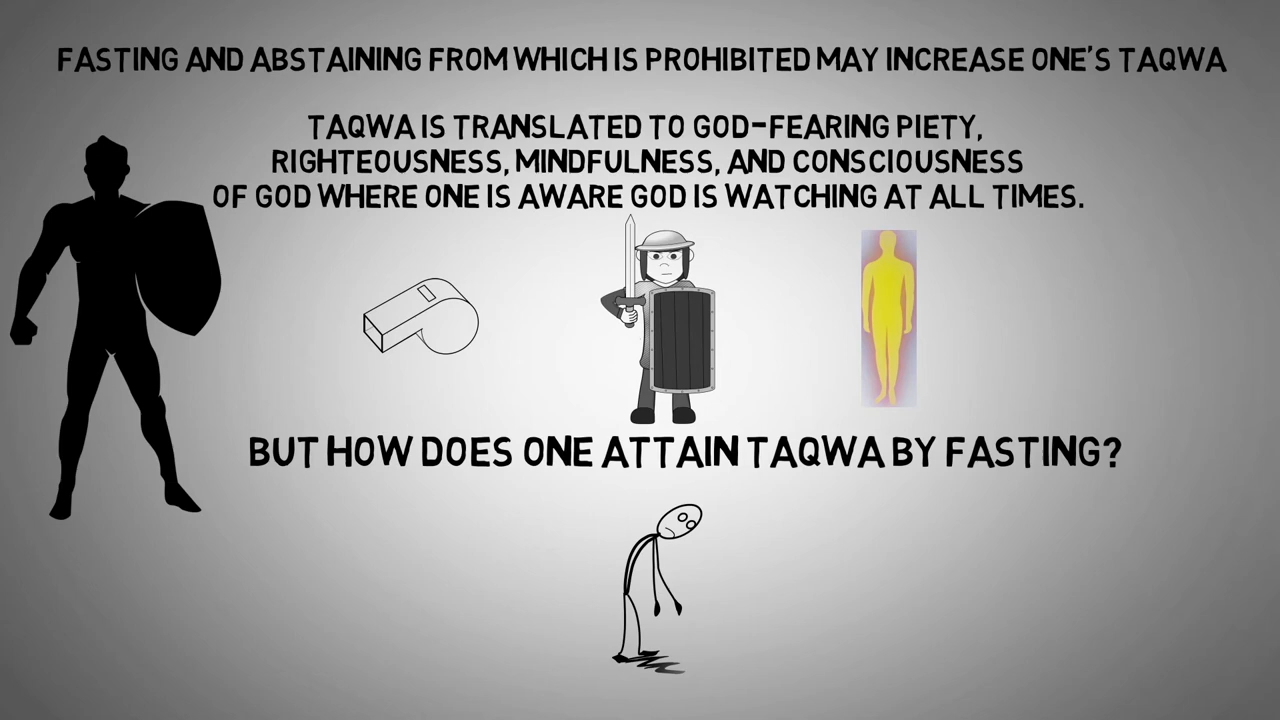 FASTING AND ABSTAINING FROM WHICH IS PROHIBITED MAY INCREASE ONE'S TAQWA
TAQWA IS TRANSLATED TO GOD-FEARING PIETY,
RIGHTEOUSNESS, MINDFULNESS, AND CONSCIOUSNESS
OF GOD WHERE ONE IS AWARE GOD IS WATCHING AT ALL TIMES.
BUT HOW DOES ONE ATTAIN TAQWA BY FASTING?